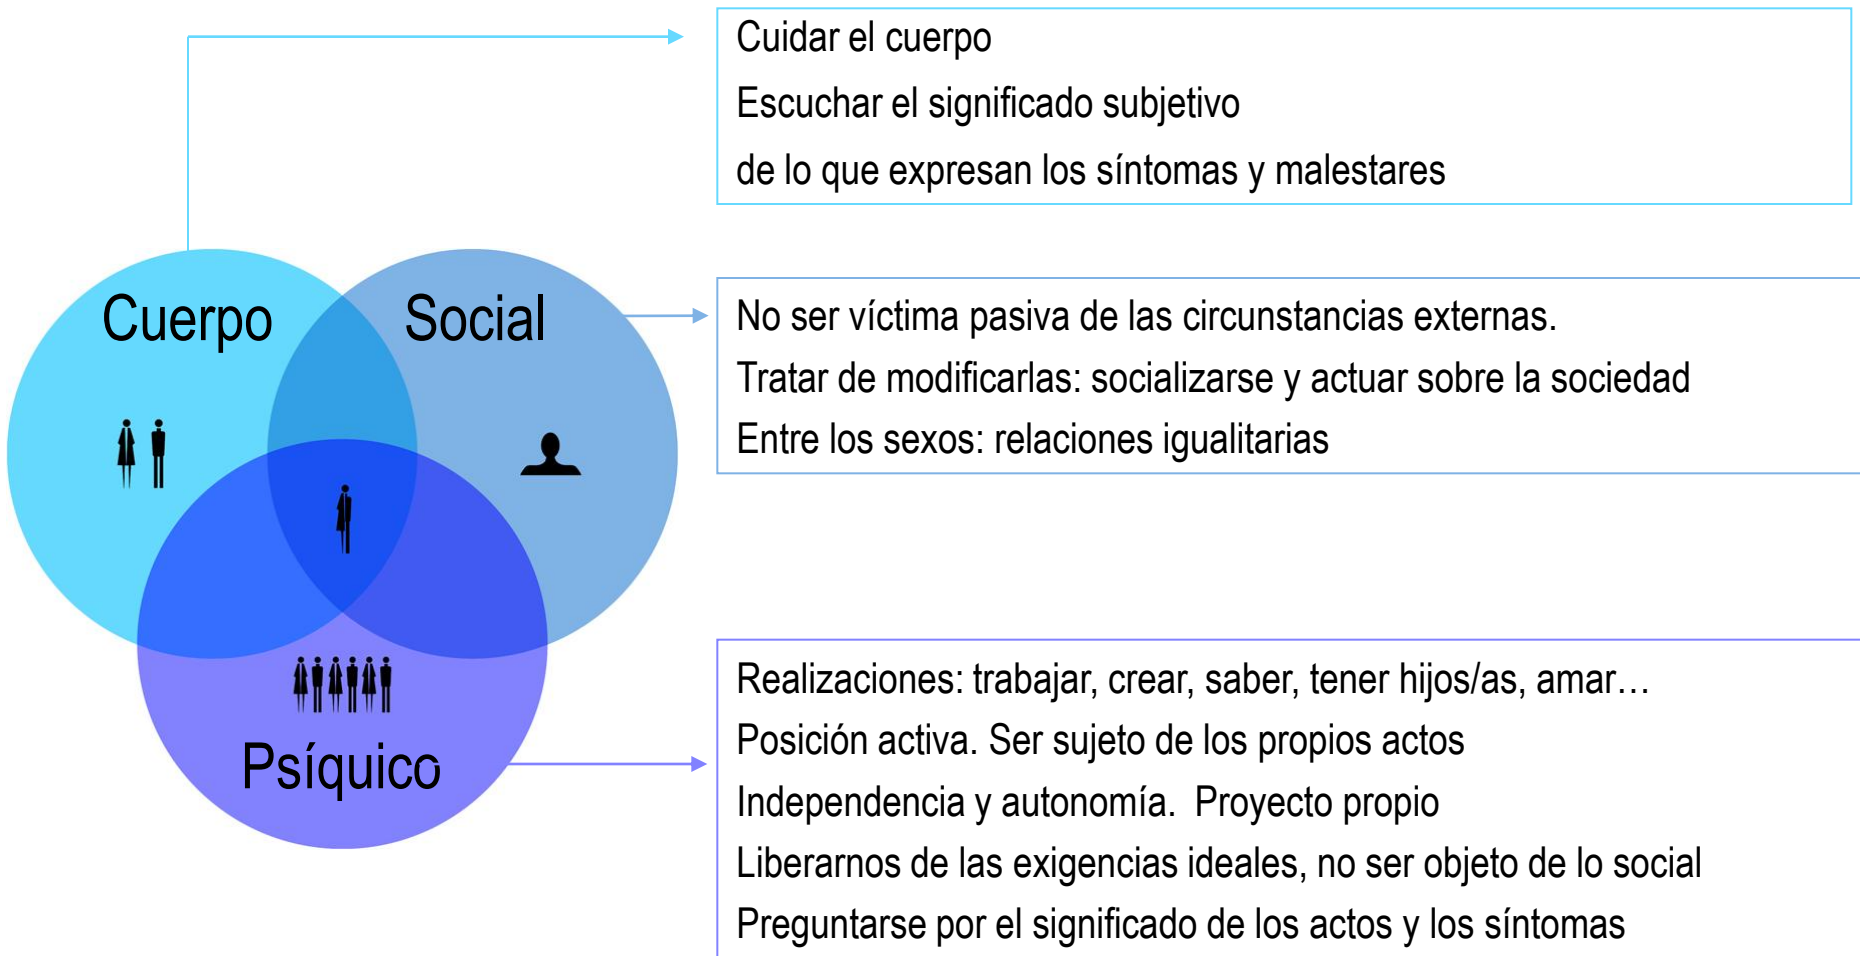 Cuidar el cuerpo
Escuchar el significado subjetivo
de lo que expresan los síntomas y malestares
Cuerpo
Social
No ser víctima pasiva de las circunstancias externas.
Tratar de modificarlas: socializarse y actuar sobre la sociedad
Entre los sexos: relaciones igualitarias
Psíquico
Realizaciones: trabajar, crear, saber, tener hijos/as, amar…
Posición activa. Ser sujeto de los propios actos
Independencia y autonomía.  Proyecto propio
Liberarnos de las exigencias ideales, no ser objeto de lo social
Preguntarse por el significado de los actos y los síntomas